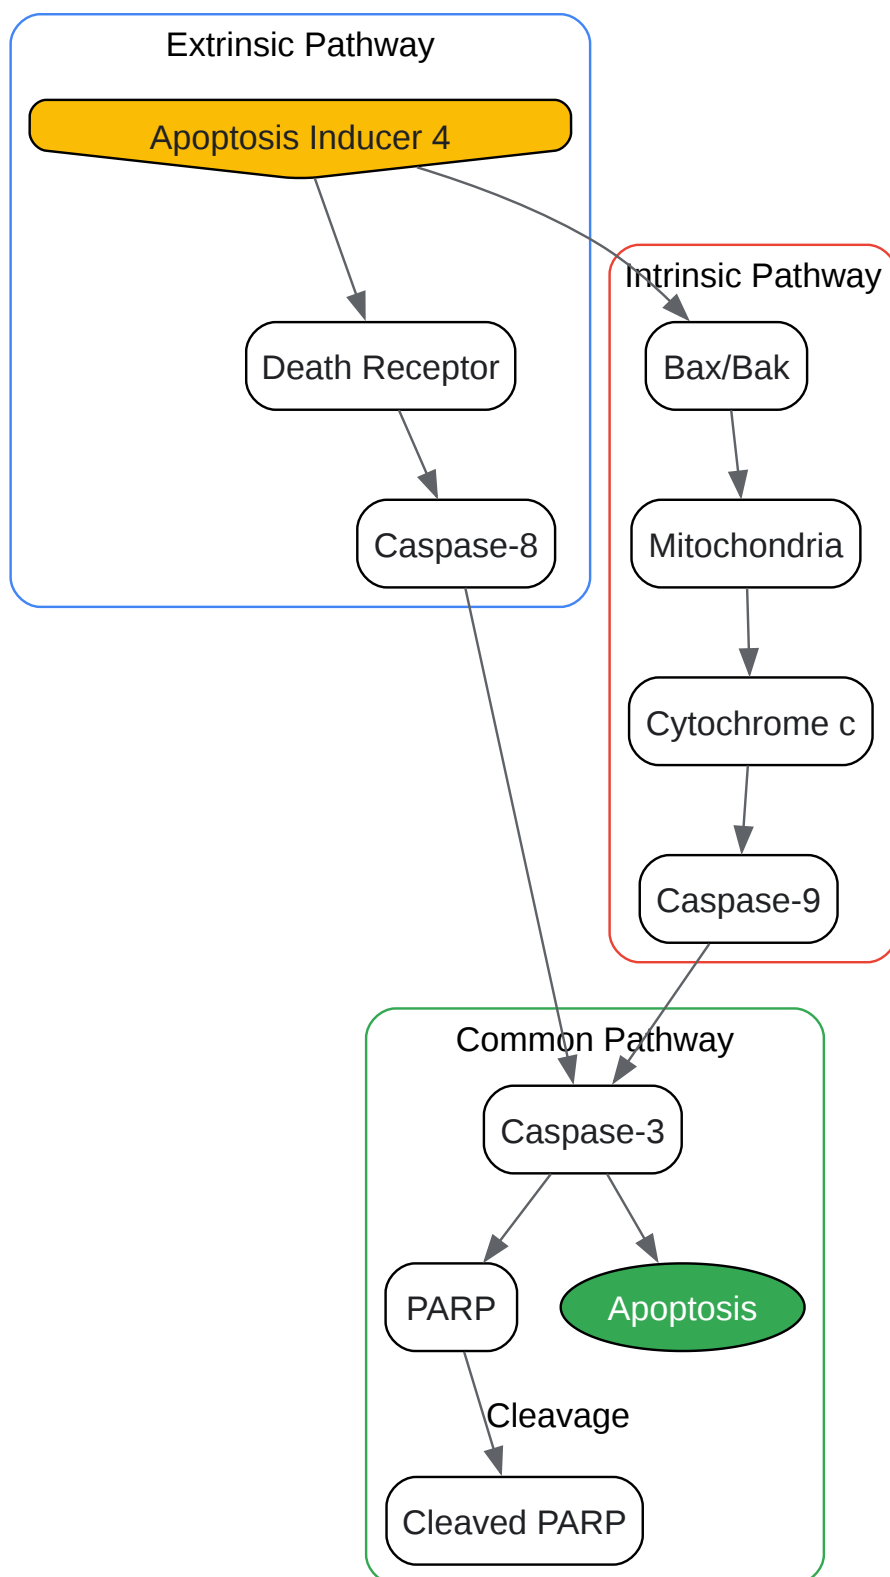 Extrinsic Pathway
Apoptosis Inducer 4
Intrinsic Pathway
Death Receptor
Bax/Bak
Caspase-8
Mitochondria
Cytochrome c
Caspase-9
Common Pathway
Caspase-3
PARP
Apoptosis
Cleavage
Cleaved PARP